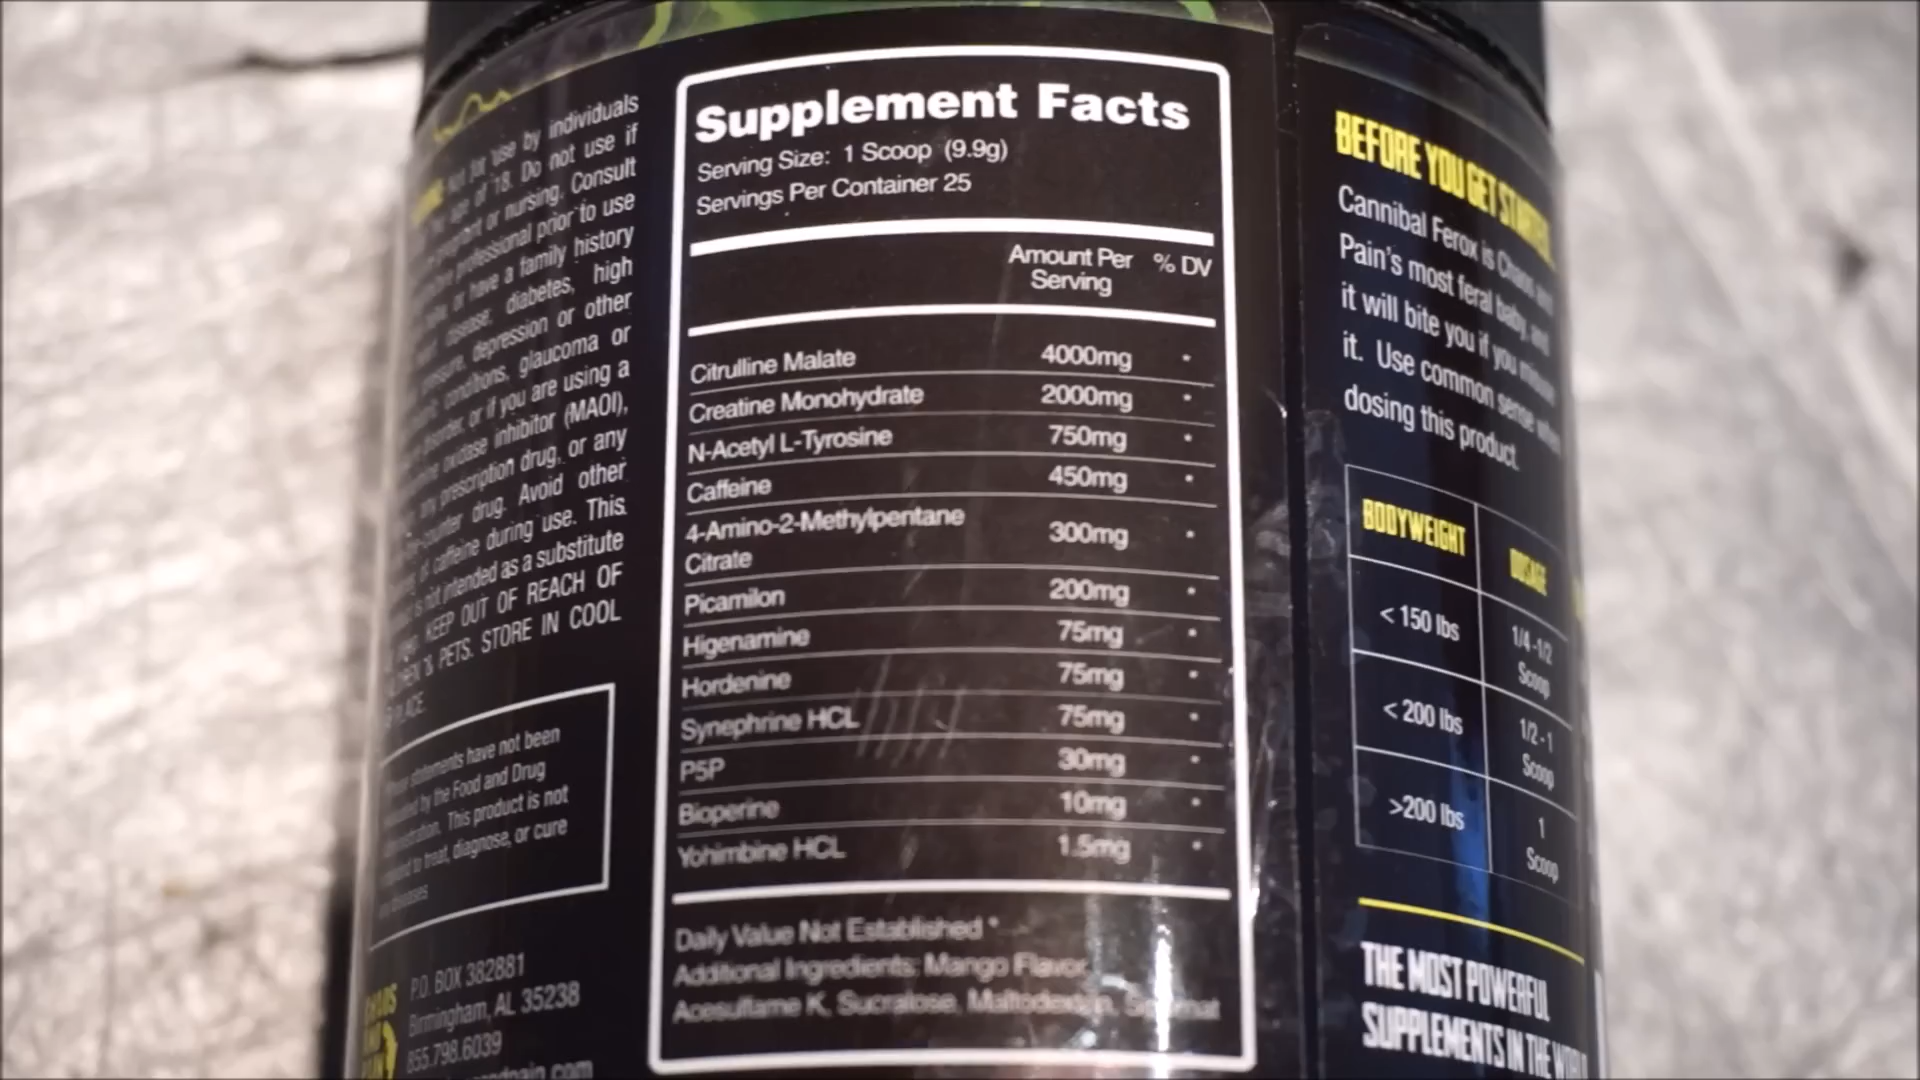 not for use by individuals
age of 18. Do not use if
pregnant or nursing. Consult
professional prior to use
or have a family history
disease, diabetes, high
pressure, depression or other
conditions, glaucoma or
disorder, or if you are using a
oxidase inhibitor (MAOI),
any prescription drug, or any
counter drug. Avoid other
of caffeine during use. This
is not intended as a substitute
KEEP OUT OF REACH OF
& PETS. STORE IN COOL
PLACE.
statements have not been
by the Food and Drug
This product is not
to treat, diagnose, or cure
P.O. BOX 382881
Birmingham, AL 35238
855.798.6039
Supplement Facts
Serving Size: 1 Scoop (9.9g)
Servings Per Container 25
Amount Per % DV
Serving
Citrulline Malate 4000mg *
Creatine Monohydrate 2000mg *
N-Acetyl L-Tyrosine 750mg *
Caffeine 450mg *
4-Amino-2-Methylpentane
Citrate 300mg *
Picamilon 200mg *
Higenamine 75mg *
Hordenine 75mg *
Synephrine HCL 75mg *
P5P 30mg *
Bioperine 10mg *
Yohimbine HCL 1.5mg *
Daily Value Not Established *
Additional Ingredients: Mango Flavor,
Acesulfame K, Sucralose, Maltodextrin,
BEFORE YOU GET STARTED
Cannibal Ferox is Chaos and
Pain's most feral baby, and
it will bite you if you misuse
it. Use common sense when
dosing this product.
BODYWEIGHT DOSAGE
< 150 lbs 1/4 -1/2
Scoop
< 200 lbs 1/2 -1
Scoop
>200 lbs 1
Scoop
THE MOST POWERFUL
SUPPLEMENTS IN THE WORLD